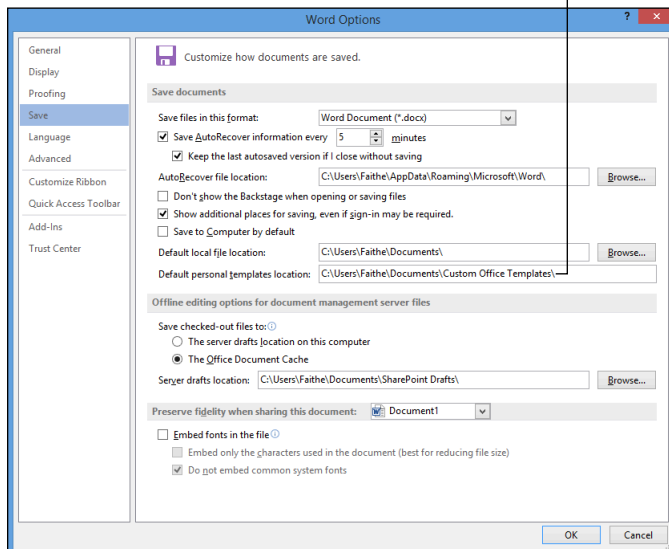 Word Options
? X
General
Display
Proofing
Save
Language
Advanced
Customize Ribbon
Quick Access Toolbar
Add-Ins
Trust Center
Customize how documents are saved.
Save documents
Save files in this format: Word Document (*.docx)
Save AutoRecover information every 5 minutes
Keep the last autosaved version if I close without saving
AutoRecover file location: C:\Users\Faithe\AppData\Roaming\Microsoft\Word\ Browse...
Don't show the Backstage when opening or saving files
Show additional places for saving, even if sign-in may be required.
Save to Computer by default
Default local file location: C:\Users\Faithe\Documents\ Browse...
Default personal templates location: C:\Users\Faithe\Documents\Custom Office Templates\
Offline editing options for document management server files
Save checked-out files to:
The server drafts location on this computer
The Office Document Cache
Server drafts location: C:\Users\Faithe\Documents\SharePoint Drafts\ Browse...
Preserve fidelity when sharing this document: Document1
Embed fonts in the file
Embed only the characters used in the document (best for reducing file size)
Do not embed common system fonts
OK Cancel